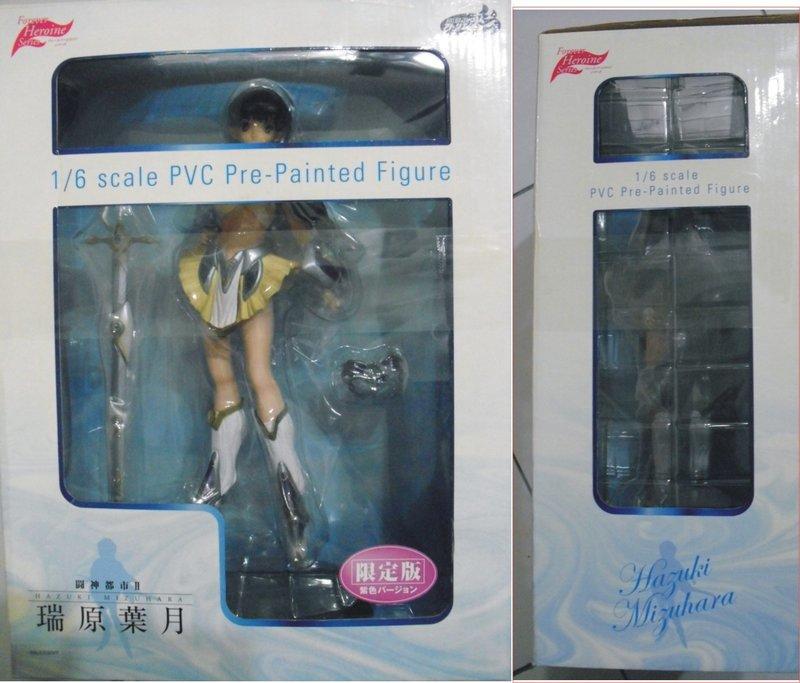 Forever
Heroine
Series
1/6 scale PVC Pre-Painted Figure
限定版
紫色バージョン
闘神都市II
HAZUKI MIZUHARA
瑞原葉月
Forever
Heroine
Series
1/6 scale
PVC Pre-Painted Figure
Hazuki
Mizuhara